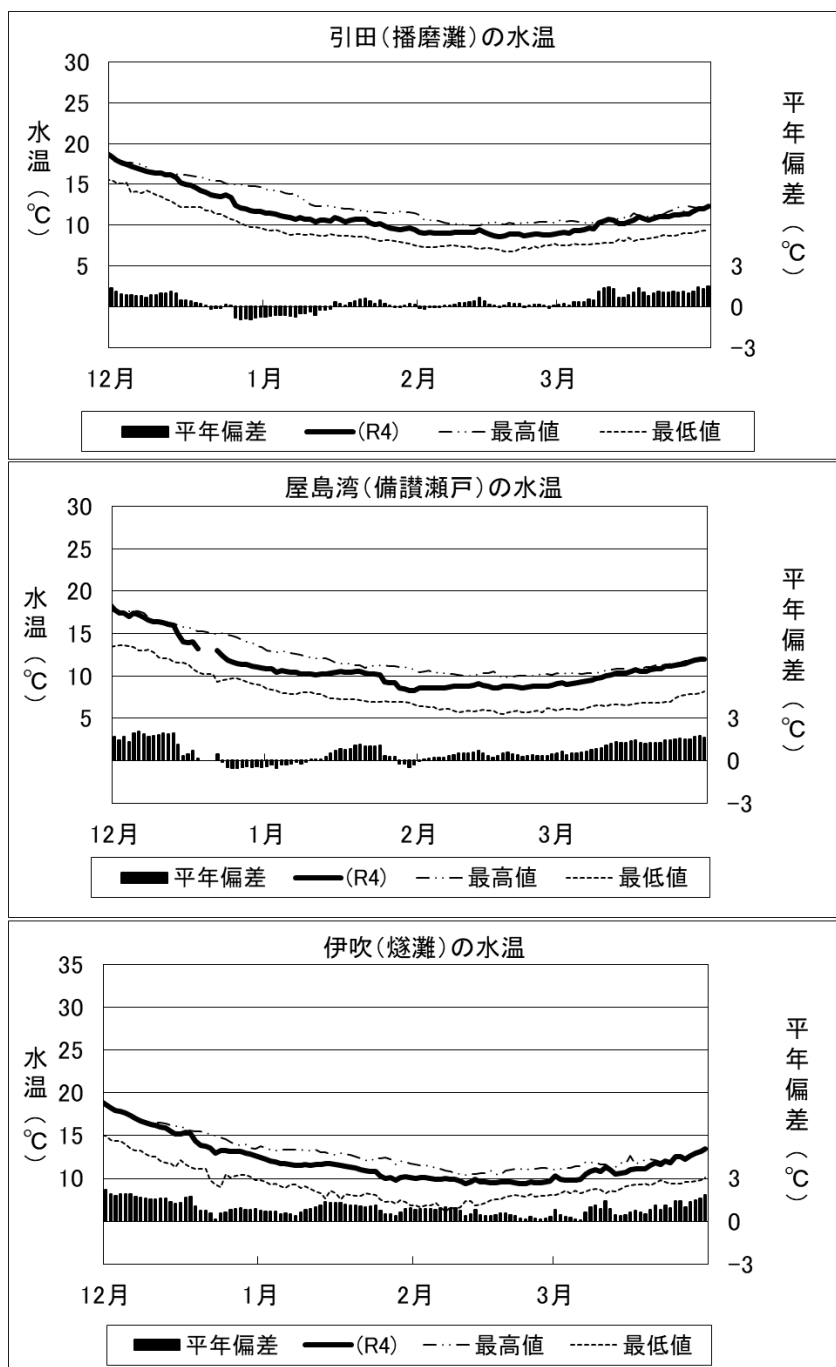 引田(播磨灘)の水温
30
25
20
15
10
5
水温(℃)
平年偏差(℃)
3
0
−3
12月 1月 2月 3月
平年偏差 (R4) 最高値 最低値
屋島湾(備讃瀬戸)の水温
30
25
20
15
10
5
水温(℃)
平年偏差(℃)
3
0
−3
12月 1月 2月 3月
平年偏差 (R4) 最高値 最低値
伊吹(燧灘)の水温
35
30
25
20
15
10
水温(℃)
平年偏差(℃)
3
0
−3
12月 1月 2月 3月
平年偏差 (R4) 最高値 最低値